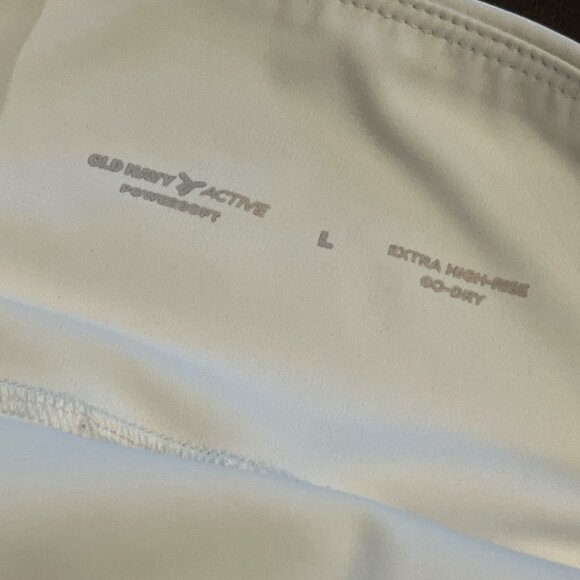 OLD NAVY ACTIVE
POWERSOFT
L
EXTRA HIGH-RISE
GO-DRY